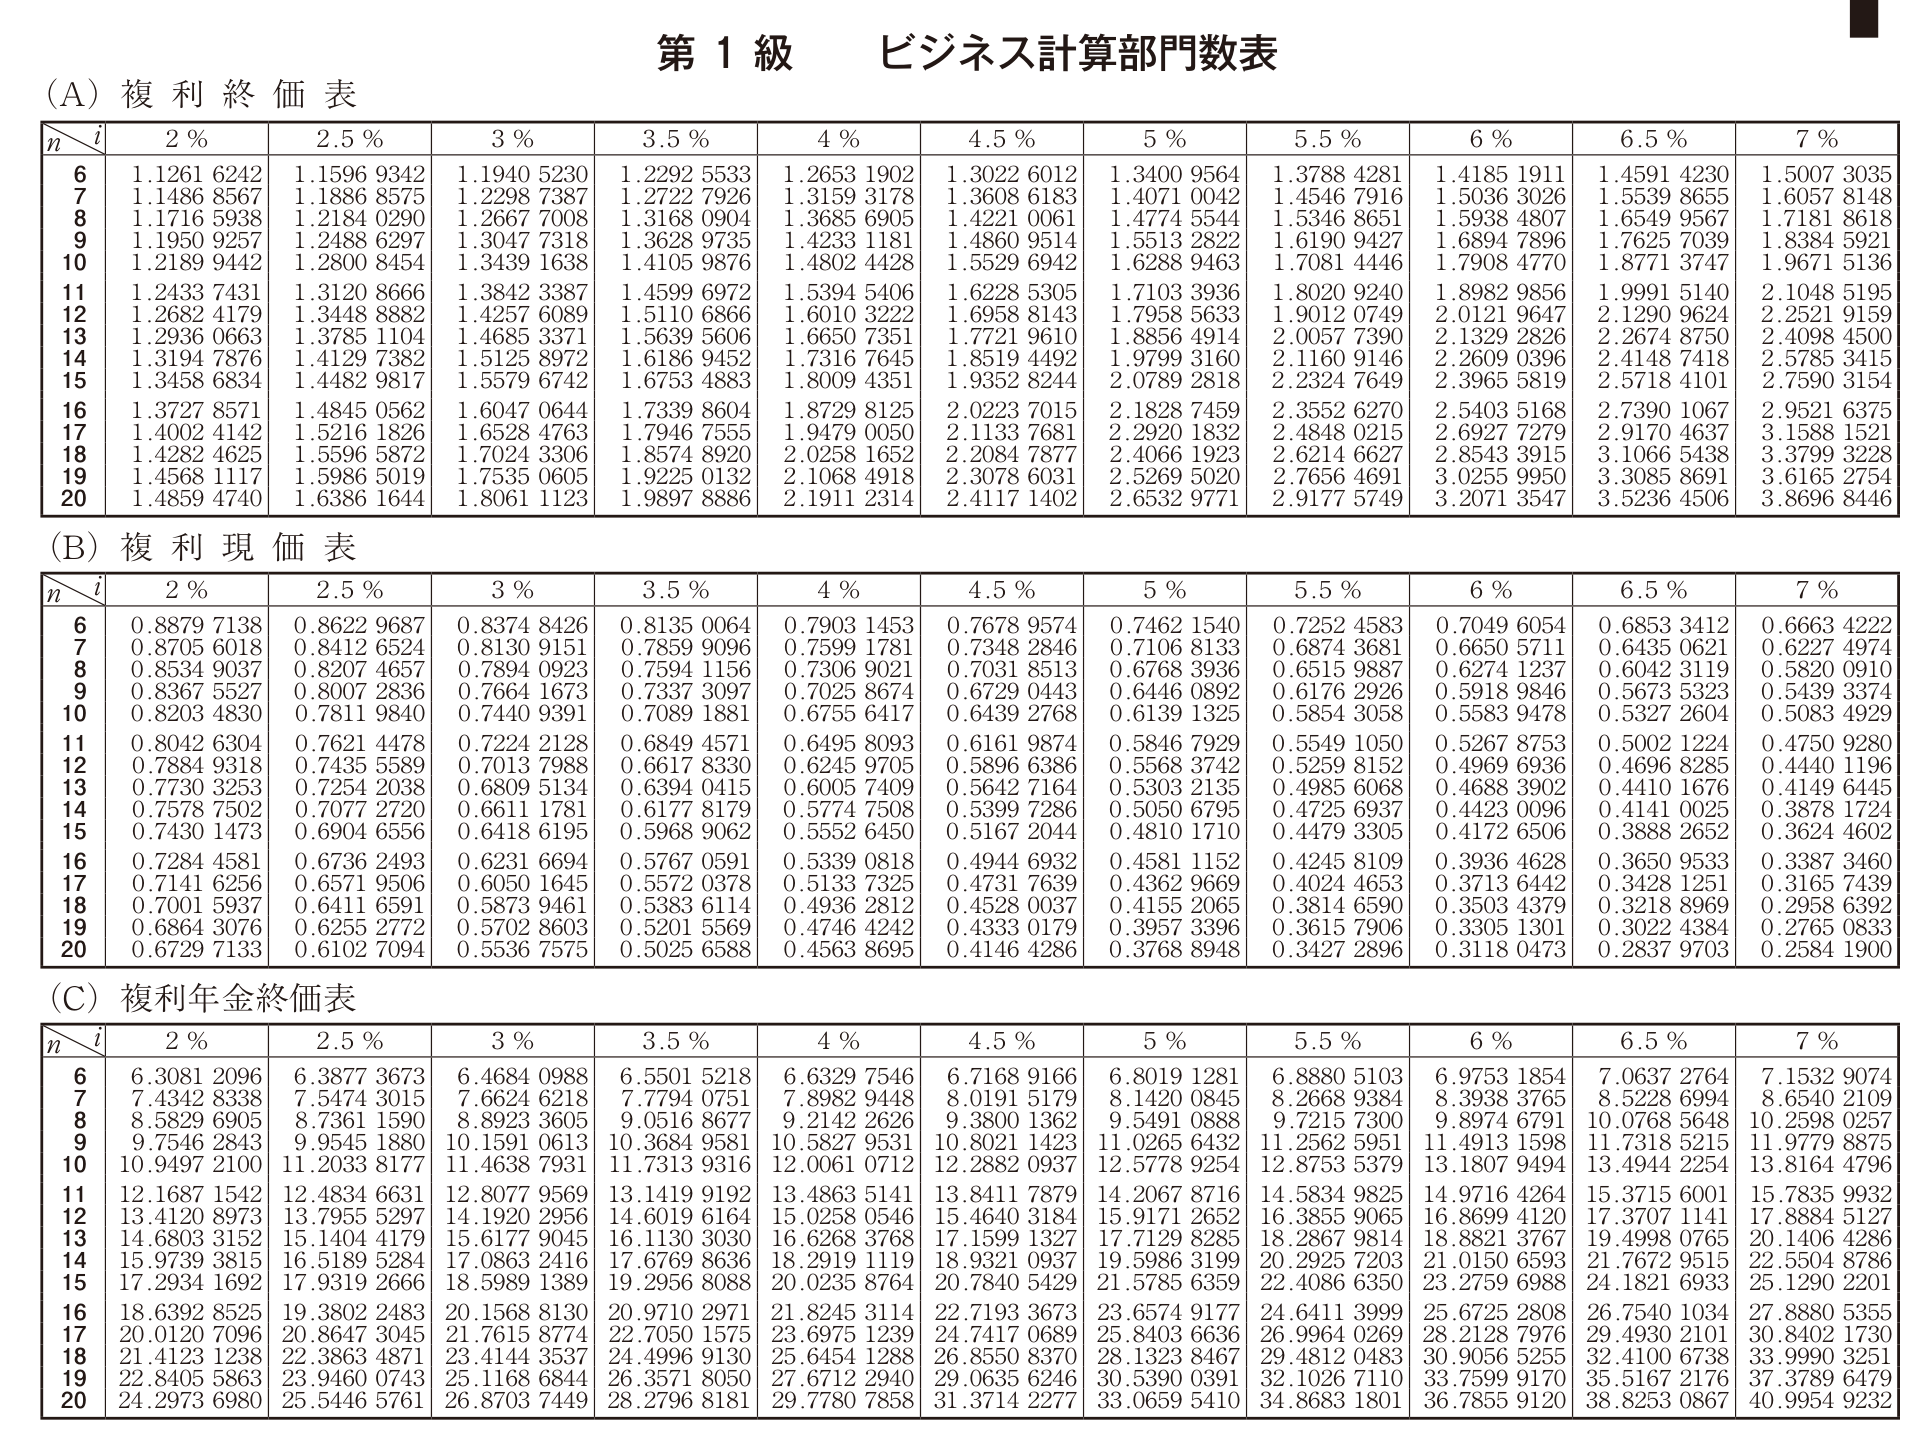 第 1 級 ビジネス計算部門数表
(A) 複利終価表
n i 2% 2.5% 3% 3.5% 4% 4.5% 5% 5.5% 6% 6.5% 7%
6 1.1261 6242 1.1596 9342 1.1940 5230 1.2292 5533 1.2653 1902 1.3022 6012 1.3400 9564 1.3788 4281 1.4185 1911 1.4591 4230 1.5007 3035
7 1.1486 8567 1.1886 8575 1.2298 7387 1.2722 7926 1.3159 3178 1.3608 6183 1.4071 0042 1.4546 7916 1.5036 3026 1.5539 8655 1.6057 8148
8 1.1716 5938 1.2184 0290 1.2667 7008 1.3168 0904 1.3685 6905 1.4221 0061 1.4774 5544 1.5346 8651 1.5938 4807 1.6549 9567 1.7181 8618
9 1.1950 9257 1.2488 6297 1.3047 7318 1.3628 9735 1.4233 1181 1.4860 9514 1.5513 2822 1.6190 9427 1.6894 7896 1.7625 7039 1.8384 5921
10 1.2189 9442 1.2800 8454 1.3439 1638 1.4105 9876 1.4802 4428 1.5529 6942 1.6288 9463 1.7081 4446 1.7908 4770 1.8771 3747 1.9671 5136
11 1.2433 7431 1.3120 8666 1.3842 3387 1.4599 6972 1.5394 5406 1.6228 5305 1.7103 3936 1.8020 9240 1.8982 9856 1.9991 5140 2.1048 5195
12 1.2682 4179 1.3448 8882 1.4257 6089 1.5110 6866 1.6010 3222 1.6958 8143 1.7958 5633 1.9012 0749 2.0121 9647 2.1290 9624 2.2521 9159
13 1.2936 0663 1.3785 1104 1.4685 3371 1.5639 5606 1.6650 7351 1.7721 9610 1.8856 4914 2.0057 7390 2.1329 2826 2.2674 8750 2.4098 4500
14 1.3194 7876 1.4129 7382 1.5125 8972 1.6186 9452 1.7316 7645 1.8519 4492 1.9799 3160 2.1160 9146 2.2609 0396 2.4148 7418 2.5785 3415
15 1.3458 6834 1.4482 9817 1.5579 6742 1.6753 4883 1.8009 4351 1.9352 8244 2.0789 2818 2.2324 7649 2.3965 5819 2.5718 4101 2.7590 3154
16 1.3727 8571 1.4845 0562 1.6047 0644 1.7339 8604 1.8729 8125 2.0223 7015 2.1828 7459 2.3552 6270 2.5403 5168 2.7390 1067 2.9521 6375
17 1.4002 4142 1.5216 1826 1.6528 4763 1.7946 7555 1.9479 0050 2.1133 7681 2.2920 1832 2.4848 0215 2.6927 7279 2.9170 4637 3.1588 1521
18 1.4282 4625 1.5596 5872 1.7024 3306 1.8574 8920 2.0258 1652 2.2084 7877 2.4066 1923 2.6214 6627 2.8543 3915 3.1066 5438 3.3799 3228
19 1.4568 1117 1.5986 5019 1.7535 0605 1.9225 0132 2.1068 4918 2.3078 6031 2.5269 5020 2.7656 4691 3.0255 9950 3.3085 8691 3.6165 2754
20 1.4859 4740 1.6386 1644 1.8061 1123 1.9897 8886 2.1911 2314 2.4117 1402 2.6532 9771 2.9177 5749 3.2071 3547 3.5236 4506 3.8696 8446
(B) 複利現価表
n i 2% 2.5% 3% 3.5% 4% 4.5% 5% 5.5% 6% 6.5% 7%
6 0.8879 7138 0.8622 9687 0.8374 8426 0.8135 0064 0.7903 1453 0.7678 9574 0.7462 1540 0.7252 4583 0.7049 6054 0.6853 3412 0.6663 4222
7 0.8705 6018 0.8412 6524 0.8130 9151 0.7859 9096 0.7599 1781 0.7348 2846 0.7106 8133 0.6874 3681 0.6650 5711 0.6435 0621 0.6227 4974
8 0.8534 9037 0.8207 4657 0.7894 0923 0.7594 1156 0.7306 9021 0.7031 8513 0.6768 3936 0.6515 9887 0.6274 1237 0.6042 3119 0.5820 0910
9 0.8367 5527 0.8007 2836 0.7664 1673 0.7337 3097 0.7025 8674 0.6729 0443 0.6446 0892 0.6176 2926 0.5918 9846 0.5673 5323 0.5439 3374
10 0.8203 4830 0.7811 9840 0.7440 9391 0.7089 1881 0.6755 6417 0.6439 2768 0.6139 1325 0.5854 3058 0.5583 9478 0.5327 2604 0.5083 4929
11 0.8042 6304 0.7621 4478 0.7224 2128 0.6849 4571 0.6495 8093 0.6161 9874 0.5846 7929 0.5549 1050 0.5267 8753 0.5002 1224 0.4750 9280
12 0.7884 9318 0.7435 5589 0.7013 7988 0.6617 8330 0.6245 9705 0.5896 6386 0.5568 3742 0.5259 8152 0.4969 6936 0.4696 8285 0.4440 1196
13 0.7730 3253 0.7254 2038 0.6809 5134 0.6394 0415 0.6005 7409 0.5642 7164 0.5303 2135 0.4985 6068 0.4688 3902 0.4410 1676 0.4149 6445
14 0.7578 7502 0.7077 2720 0.6611 1781 0.6177 8179 0.5774 7508 0.5399 7286 0.5050 6795 0.4725 6937 0.4423 0096 0.4141 0025 0.3878 1724
15 0.7430 1473 0.6904 6556 0.6418 6195 0.5968 9062 0.5552 6450 0.5167 2044 0.4810 1710 0.4479 3305 0.4172 6506 0.3888 2652 0.3624 4602
16 0.7284 4581 0.6736 2493 0.6231 6694 0.5767 0591 0.5339 0818 0.4944 6932 0.4581 1152 0.4245 8109 0.3936 4628 0.3650 9533 0.3387 3460
17 0.7141 6256 0.6571 9506 0.6050 1645 0.5572 0378 0.5133 7325 0.4731 7639 0.4362 9669 0.4024 4653 0.3713 6442 0.3428 1251 0.3165 7439
18 0.7001 5937 0.6411 6591 0.5873 9461 0.5383 6114 0.4936 2812 0.4528 0037 0.4155 2065 0.3814 6590 0.3503 4379 0.3218 8969 0.2958 6392
19 0.6864 3076 0.6255 2772 0.5702 8603 0.5201 5569 0.4746 4242 0.4333 0179 0.3957 3396 0.3615 7906 0.3305 1301 0.3022 4384 0.2765 0833
20 0.6729 7133 0.6102 7094 0.5536 7575 0.5025 6588 0.4563 8695 0.4146 4286 0.3768 8948 0.3427 2896 0.3118 0473 0.2837 9703 0.2584 1900
(C) 複利年金終価表
n i 2% 2.5% 3% 3.5% 4% 4.5% 5% 5.5% 6% 6.5% 7%
6 6.3081 2096 6.3877 3673 6.4684 0988 6.5501 5218 6.6329 7546 6.7168 9166 6.8019 1281 6.8880 5103 6.9753 1854 7.0637 2764 7.1532 9074
7 7.4342 8338 7.5474 3015 7.6624 6218 7.7794 0751 7.8982 9448 8.0191 5179 8.1420 0845 8.2668 9384 8.3938 3765 8.5228 6994 8.6540 2109
8 8.5829 6905 8.7361 1590 8.8923 3605 9.0516 8677 9.2142 2626 9.3800 1362 9.5491 0888 9.7215 7300 9.8974 6791 10.0768 5648 10.2598 0257
9 9.7546 2843 9.9545 1880 10.1591 0613 10.3684 9581 10.5827 9531 10.8021 1423 11.0265 6432 11.2562 5951 11.4913 1598 11.7318 5215 11.9779 8875
10 10.9497 2100 11.2033 8177 11.4638 7931 11.7313 9316 12.0061 0712 12.2882 0937 12.5778 9254 12.8753 5379 13.1807 9494 13.4944 2254 13.8164 4796
11 12.1687 1542 12.4834 6631 12.8077 9569 13.1419 9192 13.4863 5141 13.8411 7879 14.2067 8716 14.5834 9825 14.9716 4264 15.3715 6001 15.7835 9932
12 13.4120 8973 13.7955 5297 14.1920 2956 14.6019 6164 15.0258 0546 15.4640 3184 15.9171 2652 16.3855 9065 16.8699 4120 17.3707 1141 17.8884 5127
13 14.6803 3152 15.1404 4179 15.6177 9045 16.1130 3030 16.6268 3768 17.1599 1327 17.7129 8285 18.2867 9814 18.8821 3767 19.4998 0765 20.1406 4286
14 15.9739 3815 16.5189 5284 17.0863 2416 17.6769 8636 18.2919 1119 18.9321 0937 19.5986 3199 20.2925 7203 21.0150 6593 21.7672 9515 22.5504 8786
15 17.2934 1692 17.9319 2666 18.5989 1389 19.2956 8088 20.0235 8764 20.7840 5429 21.5785 6359 22.4086 6350 23.2759 6988 24.1821 6933 25.1290 2201
16 18.6392 8525 19.3802 2483 20.1568 8130 20.9710 2971 21.8245 3114 22.7193 3673 23.6574 9177 24.6411 3999 25.6725 2808 26.7540 1034 27.8880 5355
17 20.0120 7096 20.8647 3045 21.7615 8774 22.7050 1575 23.6975 1239 24.7417 0689 25.8403 6636 26.9964 0269 28.2128 7976 29.4930 2101 30.8402 1730
18 21.4123 1238 22.3863 4871 23.4144 3537 24.4996 9130 25.6454 1288 26.8550 8370 28.1323 8467 29.4812 0483 30.9056 5255 32.4100 6738 33.9990 3251
19 22.8405 5863 23.9460 0743 25.1168 6844 26.3571 8050 27.6712 2940 29.0635 6246 30.5390 0391 32.1026 7110 33.7599 9170 35.5167 2176 37.3789 6479
20 24.2973 6980 25.5446 5761 26.8703 7449 28.2796 8181 29.7780 7858 31.3714 2277 33.0659 5410 34.8683 1801 36.7855 9120 38.8253 0867 40.9954 9232